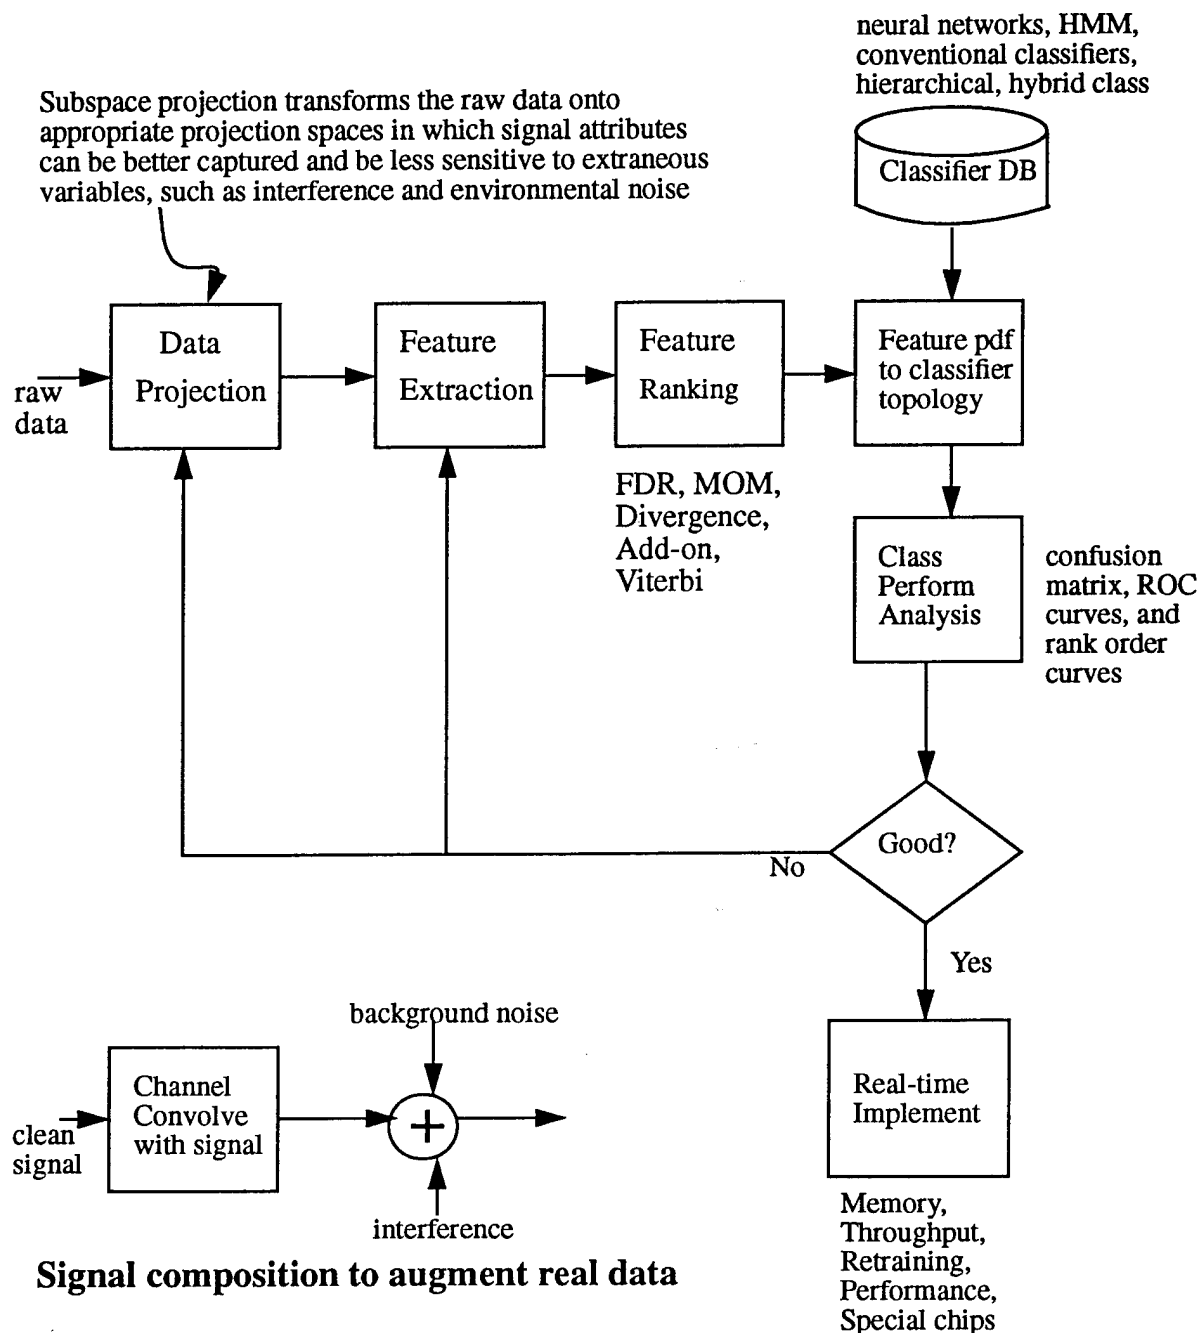 neural networks, HMM,
conventional classifiers,
hierarchical, hybrid class
Subspace projection transforms the raw data onto
appropriate projection spaces in which signal attributes
can be better captured and be less sensitive to extraneous
variables, such as interference and environmental noise
Classifier DB
raw
data
Data
Projection
Feature
Extraction
Feature
Ranking
Feature pdf
to classifier
topology
FDR, MOM,
Divergence,
Add-on,
Viterbi
Class
Perform
Analysis
confusion
matrix, ROC
curves, and
rank order
curves
Good?
No
Yes
Real-time
Implement
Memory,
Throughput,
Retraining,
Performance,
Special chips
background noise
clean
signal
Channel
Convolve
with signal
+
interference
Signal composition to augment real data